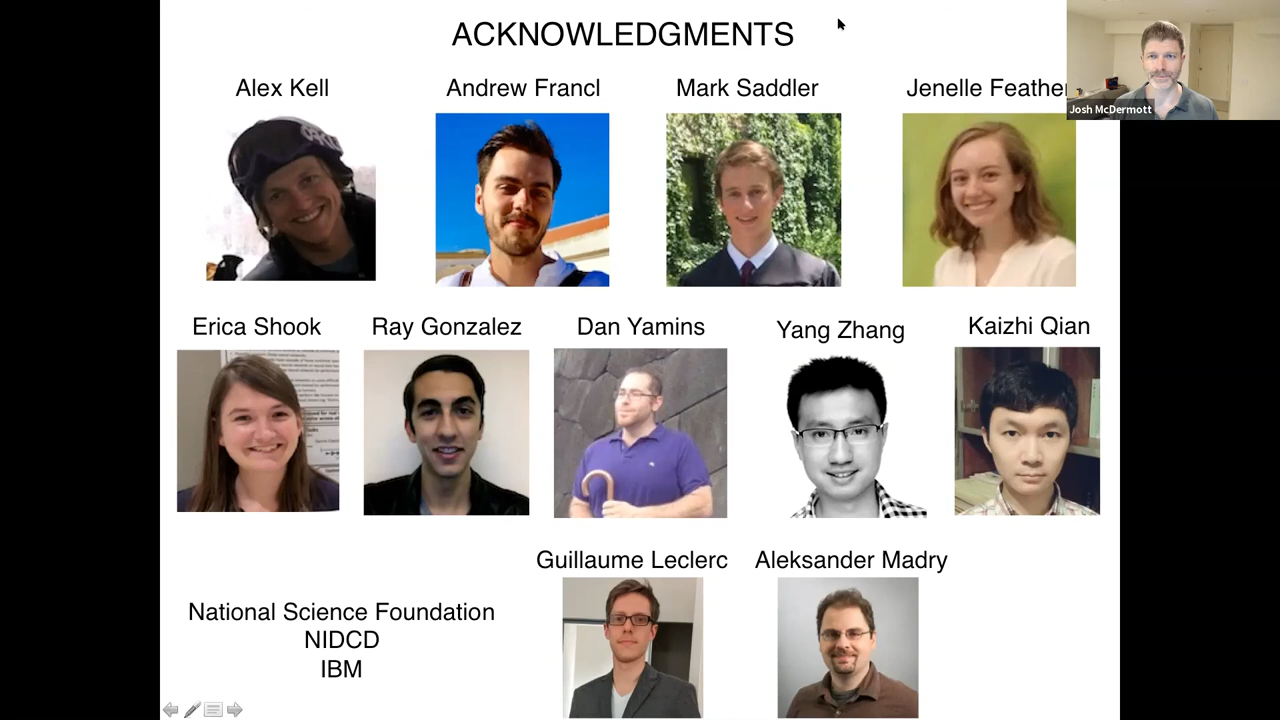 ACKNOWLEDGMENTS
Josh McDermott
Alex Kell
Andrew Francl
Mark Saddler
Jenelle Feather
Erica Shook
Ray Gonzalez
Dan Yamins
Yang Zhang
Kaizhi Qian
Guillaume Leclerc
Aleksander Madry
National Science Foundation
NIDCD
IBM